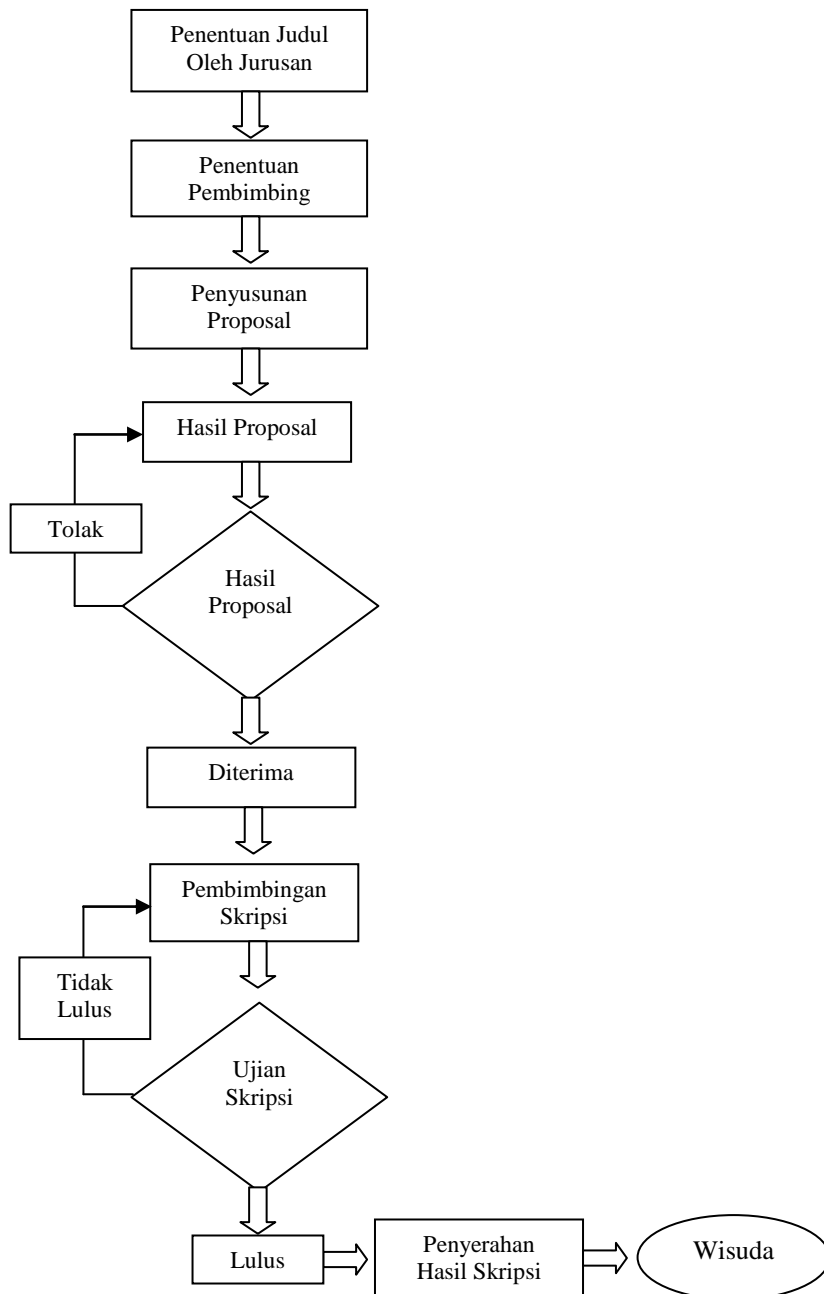 Penentuan Judul
Oleh Jurusan
Penentuan
Pembimbing
Penyusunan
Proposal
Hasil Proposal
Tolak
Hasil
Proposal
Diterima
Pembimbingan
Skripsi
Tidak
Lulus
Ujian
Skripsi
Lulus
Penyerahan
Hasil Skripsi
Wisuda